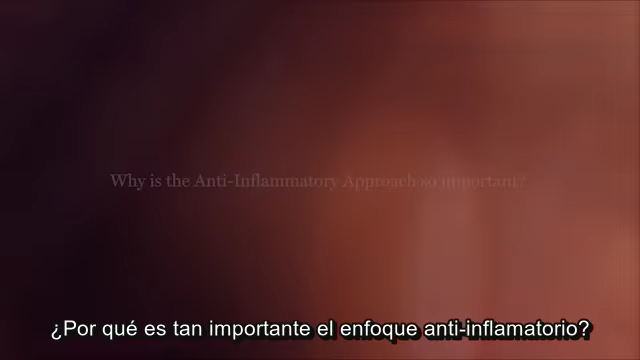 Why is the Anti-Inflammatory Approach so important?
¿Por qué es tan importante el enfoque anti-inflamatorio?